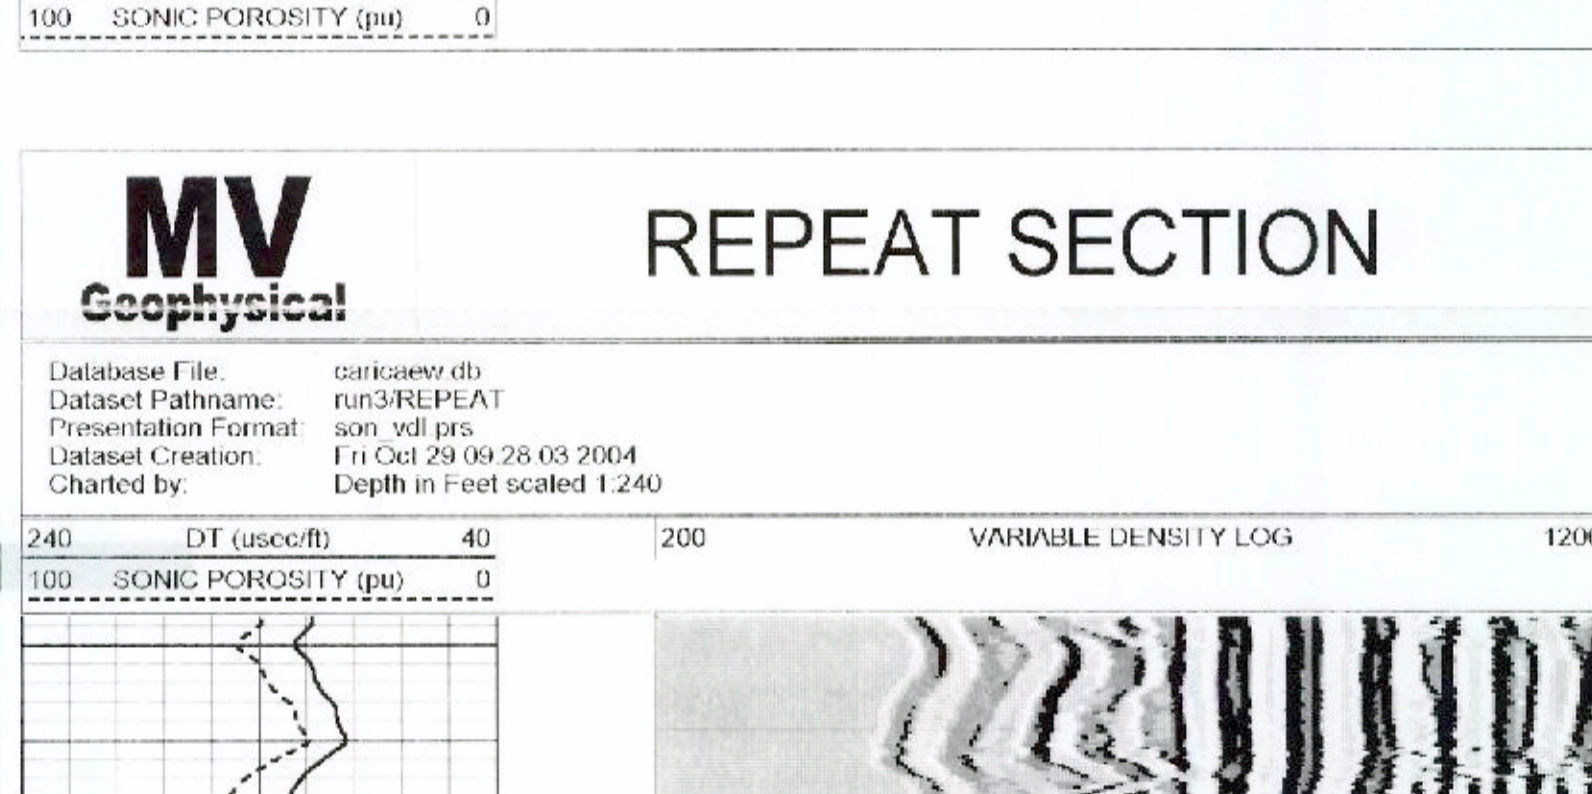 100 SONIC POROSITY (pu) 0
MV
Geophysical
REPEAT SECTION
Database File: caricaew.db
Dataset Pathname: run3/REPEAT
Presentation Format: son_vdl.prs
Dataset Creation: Fri Oct 29 09:28:03 2004
Charted by: Depth in Feet scaled 1:240
240 DT (usec/ft) 40 200 VARIABLE DENSITY LOG 1200
100 SONIC POROSITY (pu) 0